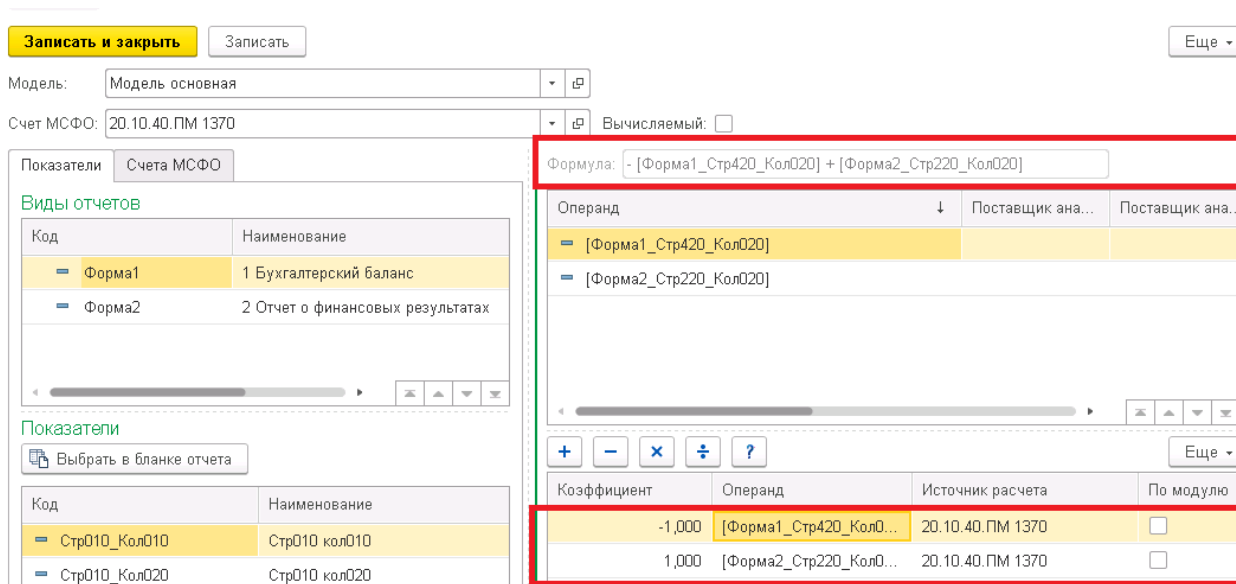 Записать и закрыть
Записать
Еще
Модель:
Модель основная
Счет МСФО:
20.10.40.ПМ 1370
Вычисляемый:
Показатели
Счета МСФО
Формула:
- [Форма1_Стр420_Кол020] + [Форма2_Стр220_Кол020]
Виды отчетов
Код
Наименование
Форма1
1 Бухгалтерский баланс
Форма2
2 Отчет о финансовых результатах
Операнд
Поставщик ана...
Поставщик ана..
[Форма1_Стр420_Кол020]
[Форма2_Стр220_Кол020]
Показатели
Выбрать в бланке отчета
Код
Наименование
Стр010_Кол010
Стр010 кол010
Стр010_Кол020
Стр010 кол020
+ − × ÷ ?
Еще
Коэффициент
Операнд
Источник расчета
По модулю
-1,000
[Форма1_Стр420_Кол0...
20.10.40.ПМ 1370
1,000
[Форма2_Стр220_Кол0...
20.10.40.ПМ 1370